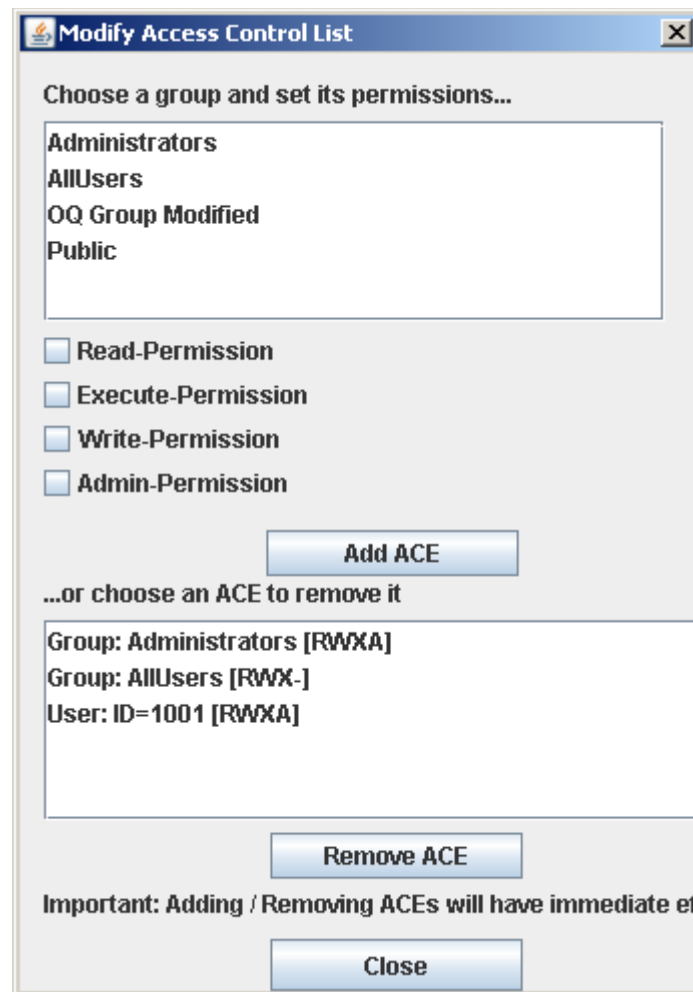 Modify Access Control List
Choose a group and set its permissions...
Administrators
AllUsers
OQ Group Modified
Public
Read-Permission
Execute-Permission
Write-Permission
Admin-Permission
Add ACE
...or choose an ACE to remove it
Group: Administrators [RWXA]
Group: AllUsers [RWX-]
User: ID=1001 [RWXA]
Remove ACE
Important: Adding / Removing ACEs will have immediate
Close